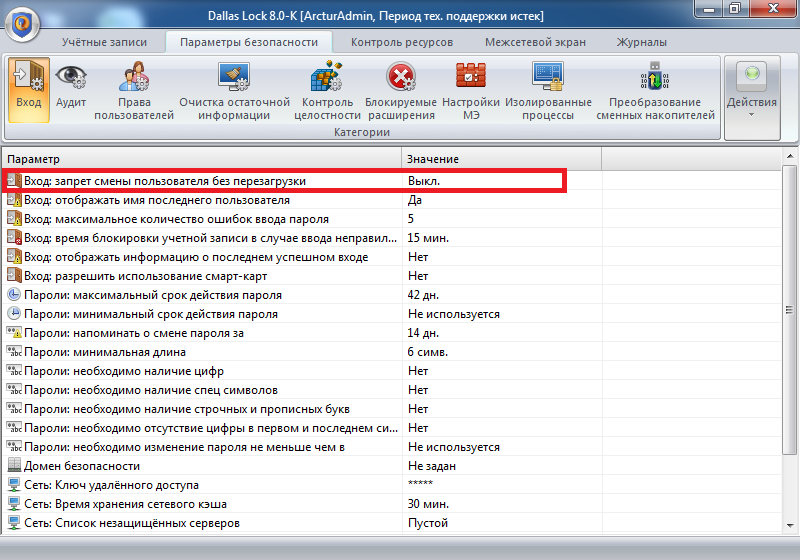 Dallas Lock 8.0-K [ArcturAdmin, Период тех. поддержки истек]
Учётные записи Параметры безопасности Контроль ресурсов Межсетевой экран Журналы
Вход Аудит Права пользователей Очистка остаточной информации Контроль целостности Блокируемые расширения Настройки МЭ Изолированные процессы Преобразование сменных накопителей Действия
Категории
Параметр Значение
Вход: запрет смены пользователя без перезагрузки Выкл.
Вход: отображать имя последнего пользователя Да
Вход: максимальное количество ошибок ввода пароля 5
Вход: время блокировки учетной записи в случае ввода неправил... 15 мин.
Вход: отображать информацию о последнем успешном входе Нет
Вход: разрешить использование смарт-карт Нет
Пароли: максимальный срок действия пароля 42 дн.
Пароли: минимальный срок действия пароля Не используется
Пароли: напоминать о смене пароля за 14 дн.
Пароли: минимальная длина 6 симв.
Пароли: необходимо наличие цифр Нет
Пароли: необходимо наличие спец символов Нет
Пароли: необходимо наличие строчных и прописных букв Нет
Пароли: необходимо отсутствие цифры в первом и последнем си... Нет
Пароли: необходимо изменение пароля не меньше чем в Не используется
Домен безопасности Не задан
Сеть: Ключ удалённого доступа *****
Сеть: Время хранения сетевого кэша 30 мин.
Сеть: Список незащищённых серверов Пустой